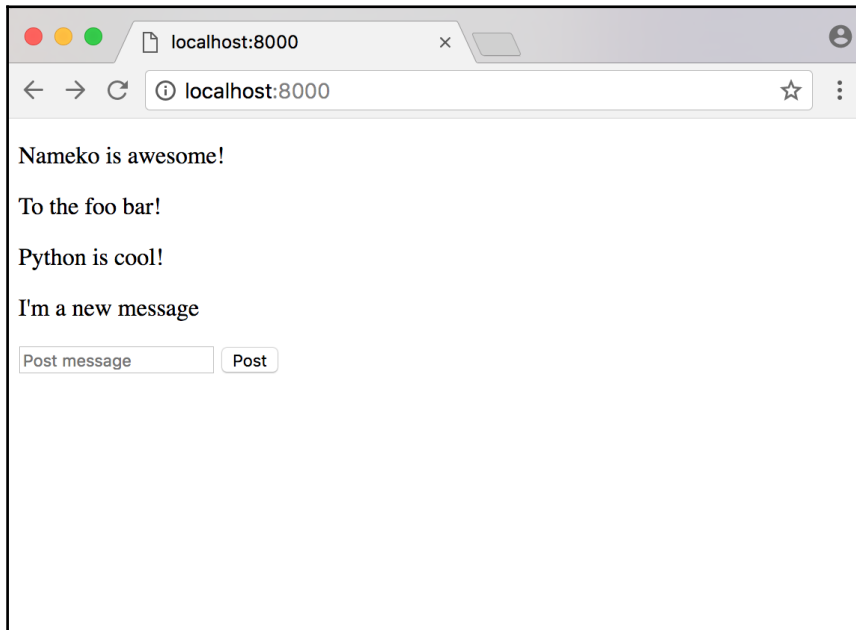 localhost:8000
localhost:8000
Nameko is awesome!
To the foo bar!
Python is cool!
I'm a new message
Post message Post